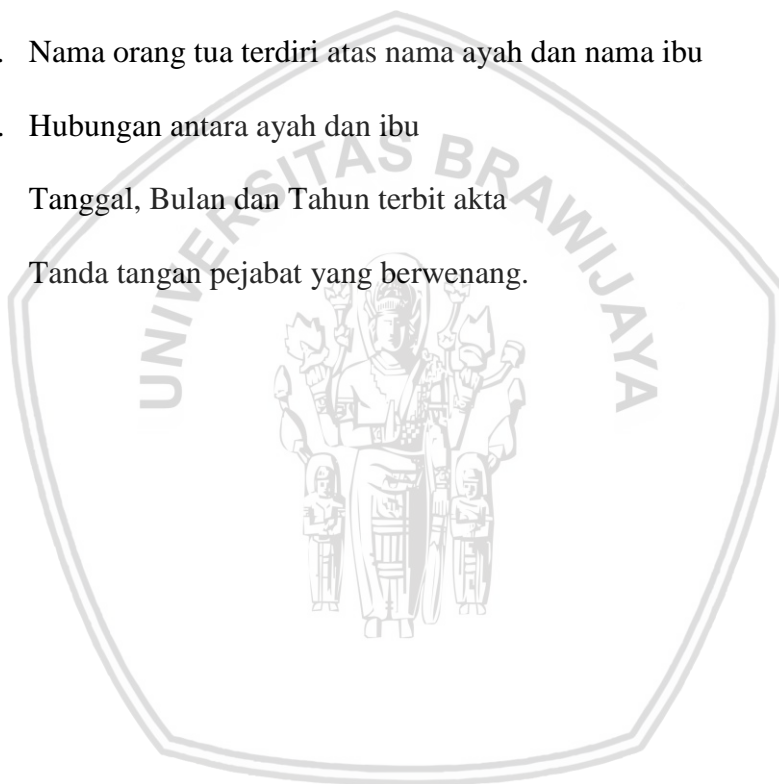 . Nama orang tua terdiri atas nama ayah dan nama ibu
. Hubungan antara ayah dan ibu
Tanggal, Bulan dan Tahun terbit akta
Tanda tangan pejabat yang berwenang.
UNIVERSITAS BRAWIJAYA